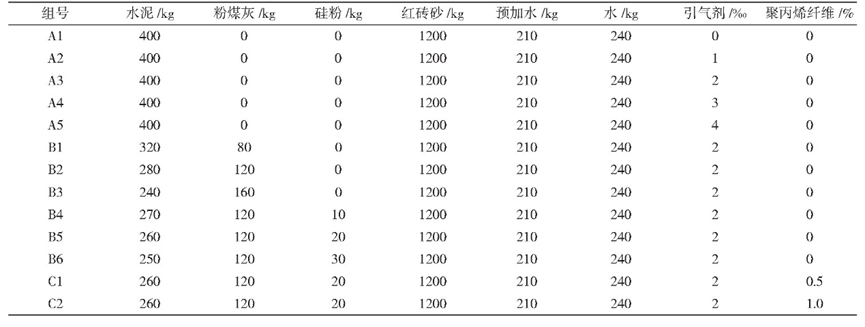 组号 水泥/kg 粉煤灰/kg 硅粉/kg 红砖砂/kg 预加水/kg 水/kg 引气剂/‰ 聚丙烯纤维/%
A1 400 0 0 1200 210 240 0 0
A2 400 0 0 1200 210 240 1 0
A3 400 0 0 1200 210 240 2 0
A4 400 0 0 1200 210 240 3 0
A5 400 0 0 1200 210 240 4 0
B1 320 80 0 1200 210 240 2 0
B2 280 120 0 1200 210 240 2 0
B3 240 160 0 1200 210 240 2 0
B4 270 120 10 1200 210 240 2 0
B5 260 120 20 1200 210 240 2 0
B6 250 120 30 1200 210 240 2 0
C1 260 120 20 1200 210 240 2 0.5
C2 260 120 20 1200 210 240 2 1.0